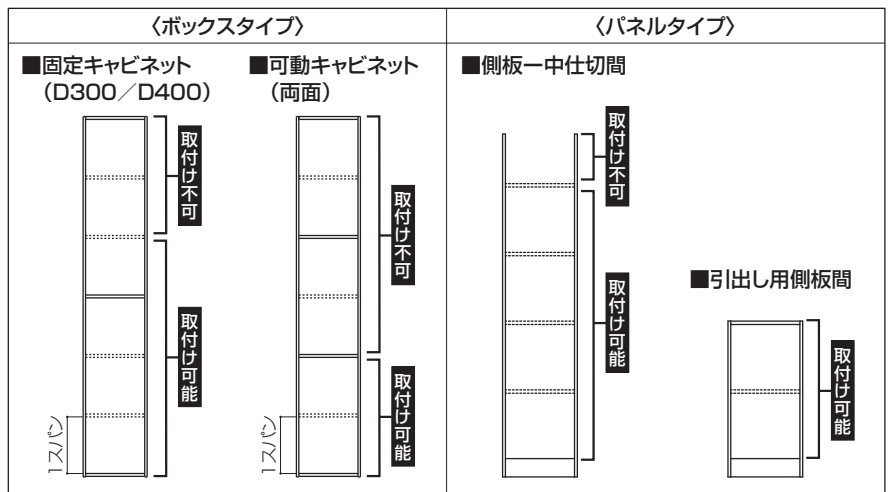 〈ボックスタイプ〉
〈パネルタイプ〉
■固定キャビネット
（D300／D400）
■可動キャビネット
（両面）
■側板ー中仕切間
取付け不可
取付け可能
1スパン
取付け不可
取付け可能
1スパン
取付け不可
取付け可能
■引出し用側板間
取付け可能